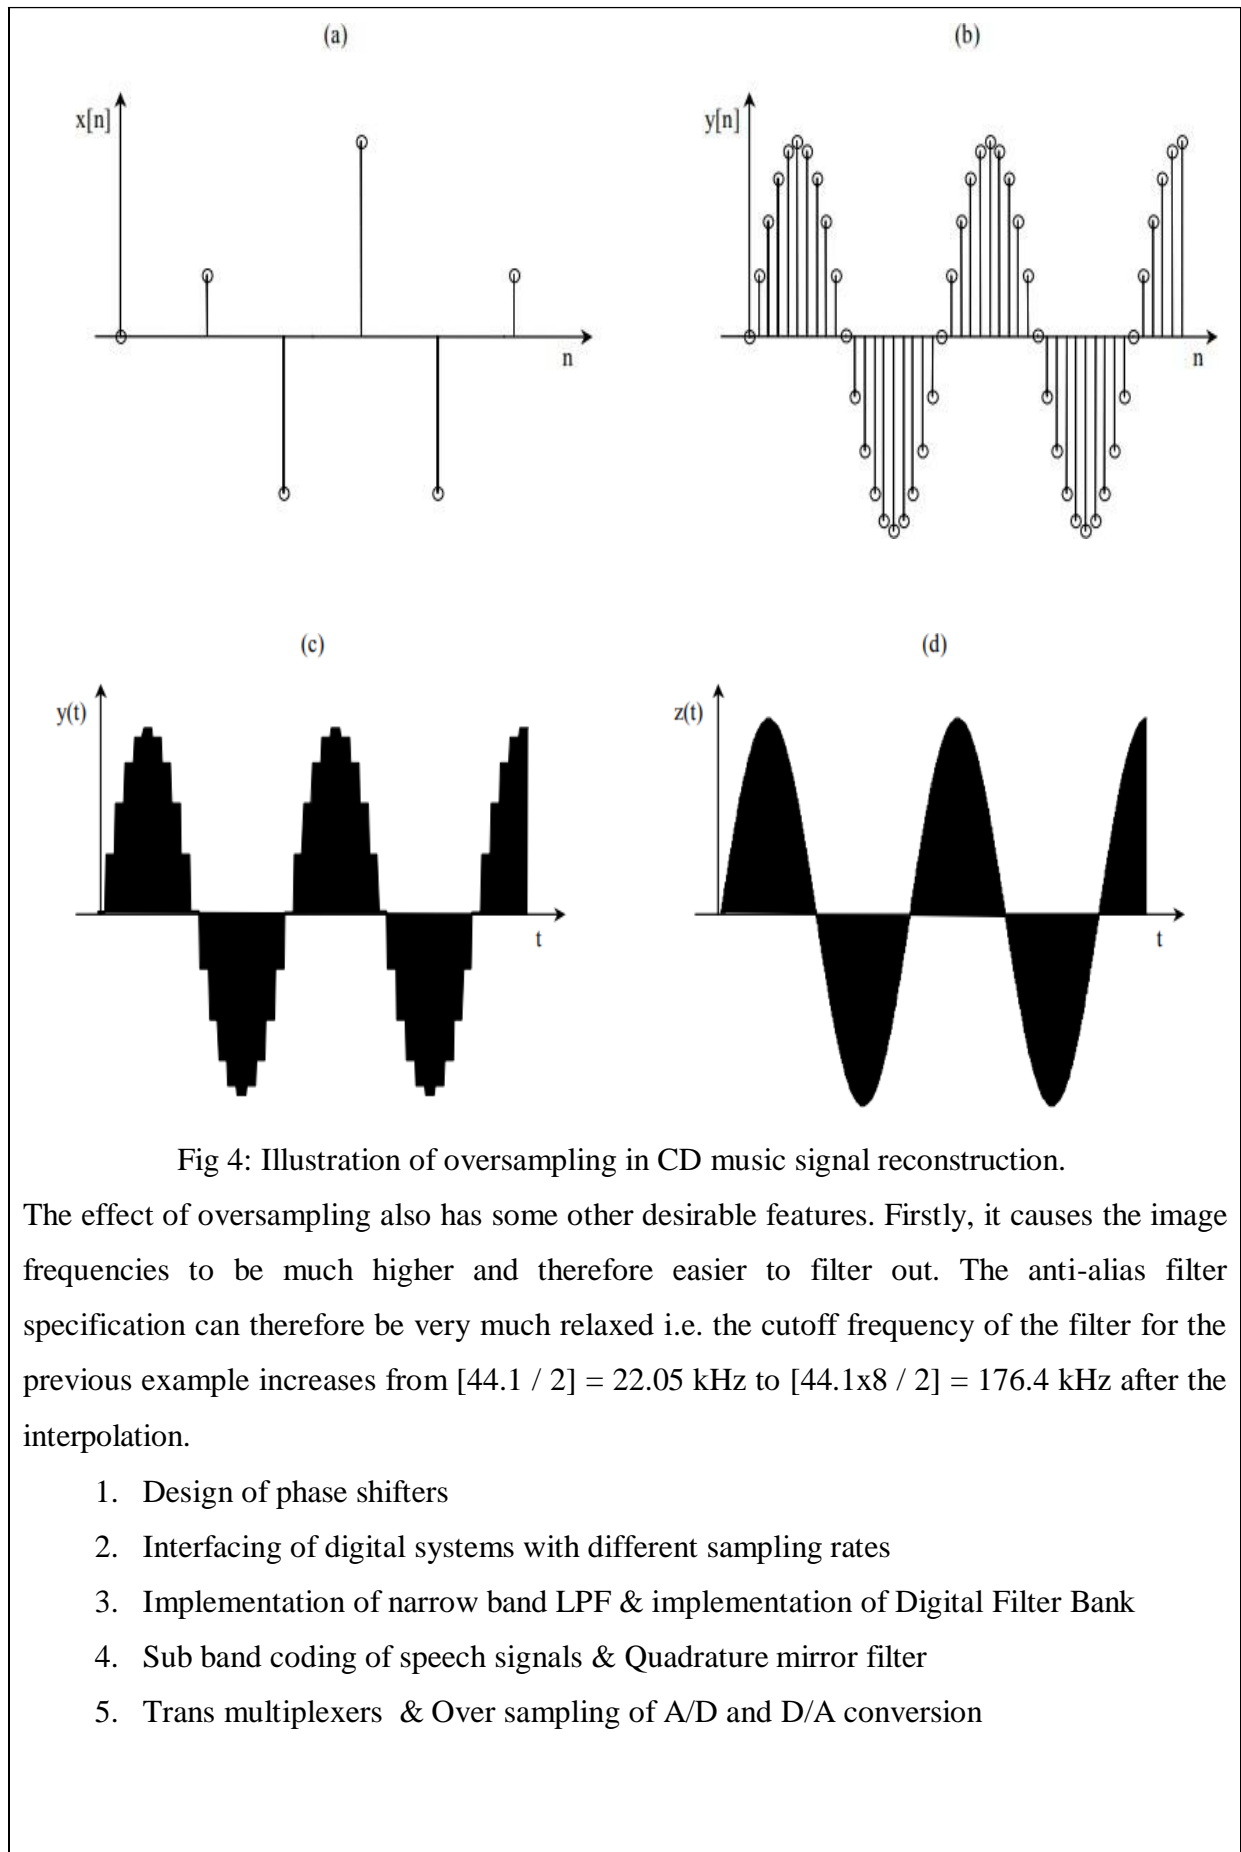 (a) (b)
x[n] y[n]
n n
(c) (d)
y(t) z(t)
t t
Fig 4: Illustration of oversampling in CD music signal reconstruction.
The effect of oversampling also has some other desirable features. Firstly, it causes the image
frequencies to be much higher and therefore easier to filter out. The anti-alias filter
specification can therefore be very much relaxed i.e. the cutoff frequency of the filter for the
previous example increases from [44.1 / 2] = 22.05 kHz to [44.1x8 / 2] = 176.4 kHz after the
interpolation.
1. Design of phase shifters
2. Interfacing of digital systems with different sampling rates
3. Implementation of narrow band LPF & implementation of Digital Filter Bank
4. Sub band coding of speech signals & Quadrature mirror filter
5. Trans multiplexers & Over sampling of A/D and D/A conversion